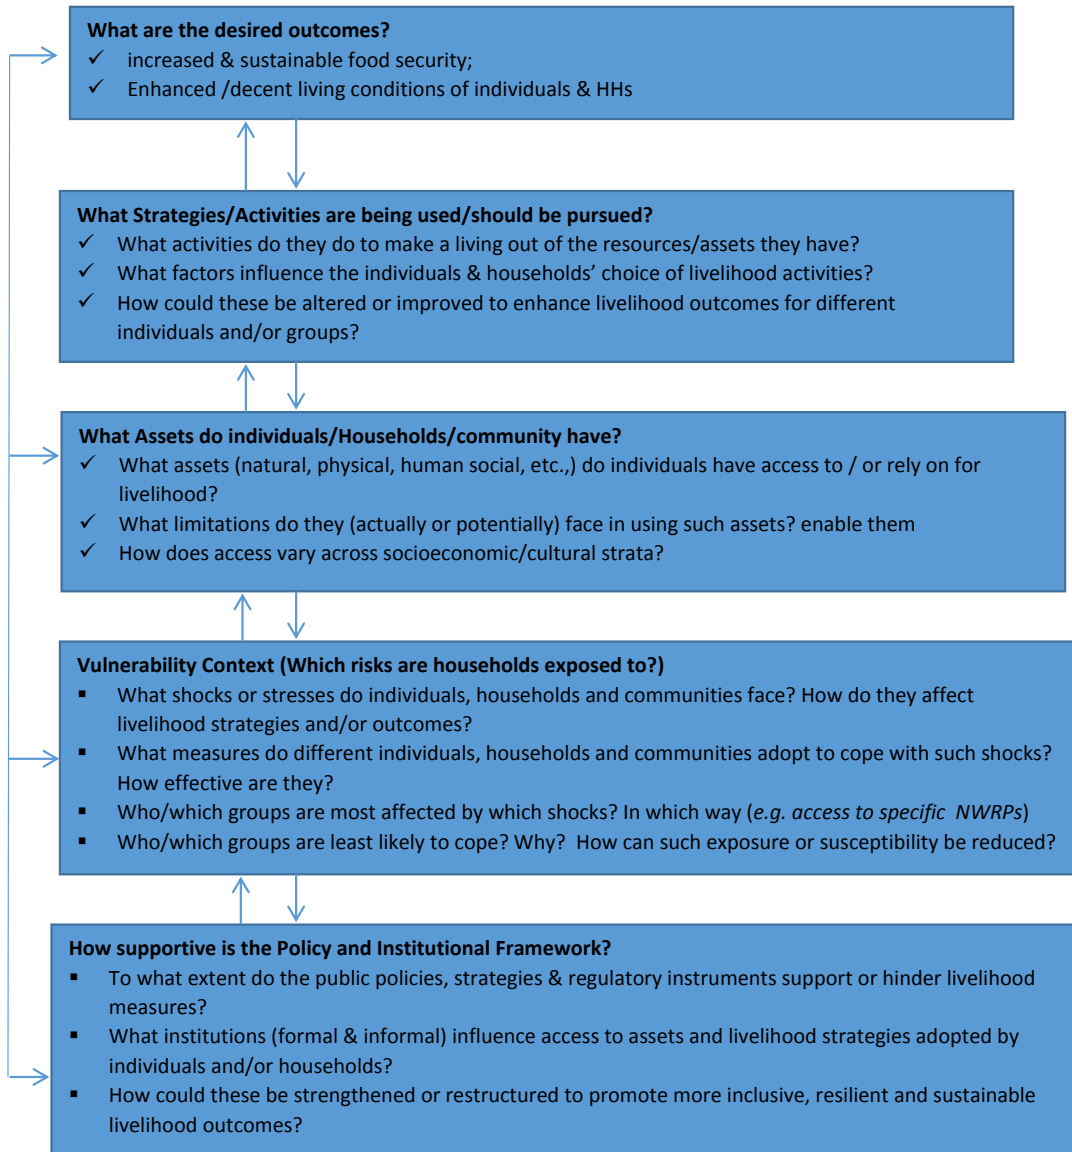 What are the desired outcomes?
✓ increased & sustainable food security;
✓ Enhanced /decent living conditions of individuals & HHs
What Strategies/Activities are being used/should be pursued?
✓ What activities do they do to make a living out of the resources/assets they have?
✓ What factors influence the individuals & households’ choice of livelihood activities?
✓ How could these be altered or improved to enhance livelihood outcomes for different
individuals and/or groups?
What Assets do individuals/Households/community have?
✓ What assets (natural, physical, human social, etc.,) do individuals have access to / or rely on for
livelihood?
✓ What limitations do they (actually or potentially) face in using such assets? enable them
✓ How does access vary across socioeconomic/cultural strata?
Vulnerability Context (Which risks are households exposed to?)
▪ What shocks or stresses do individuals, households and communities face? How do they affect
livelihood strategies and/or outcomes?
▪ What measures do different individuals, households and communities adopt to cope with such shocks?
How effective are they?
▪ Who/which groups are most affected by which shocks? In which way (e.g. access to specific NWRPs)
▪ Who/which groups are least likely to cope? Why? How can such exposure or susceptibility be reduced?
How supportive is the Policy and Institutional Framework?
▪ To what extent do the public policies, strategies & regulatory instruments support or hinder livelihood
measures?
▪ What institutions (formal & informal) influence access to assets and livelihood strategies adopted by
individuals and/or households?
▪ How could these be strengthened or restructured to promote more inclusive, resilient and sustainable
livelihood outcomes?